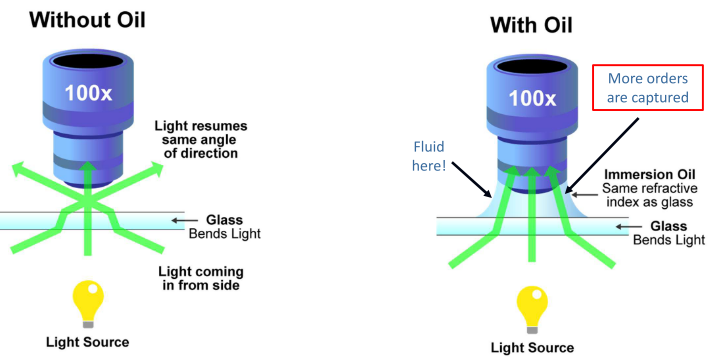 Without Oil
100x
Light resumes
same angle
of direction
Glass
Bends Light
Light coming
in from side
Light Source
With Oil
100x
More orders
are captured
Fluid
here!
Immersion Oil
Same refractive
index as glass
Glass
Bends Light
Light Source